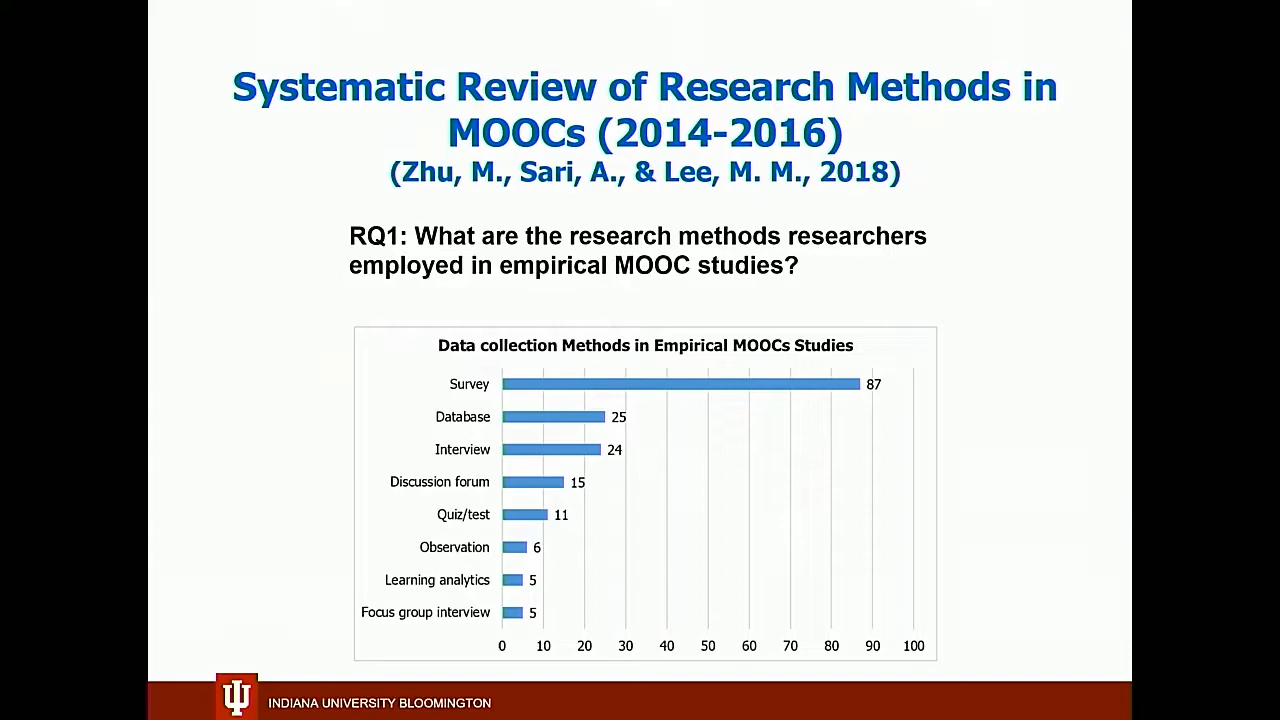 Systematic Review of Research Methods in
MOOCs (2014-2016)
(Zhu, M., Sari, A., & Lee, M. M., 2018)
RQ1: What are the research methods researchers
employed in empirical MOOC studies?
Data collection Methods in Empirical MOOCs Studies
Survey 87
Database 25
Interview 24
Discussion forum 15
Quiz/test 11
Observation 6
Learning analytics 5
Focus group interview 5
0 10 20 30 40 50 60 70 80 90 100
INDIANA UNIVERSITY BLOOMINGTON